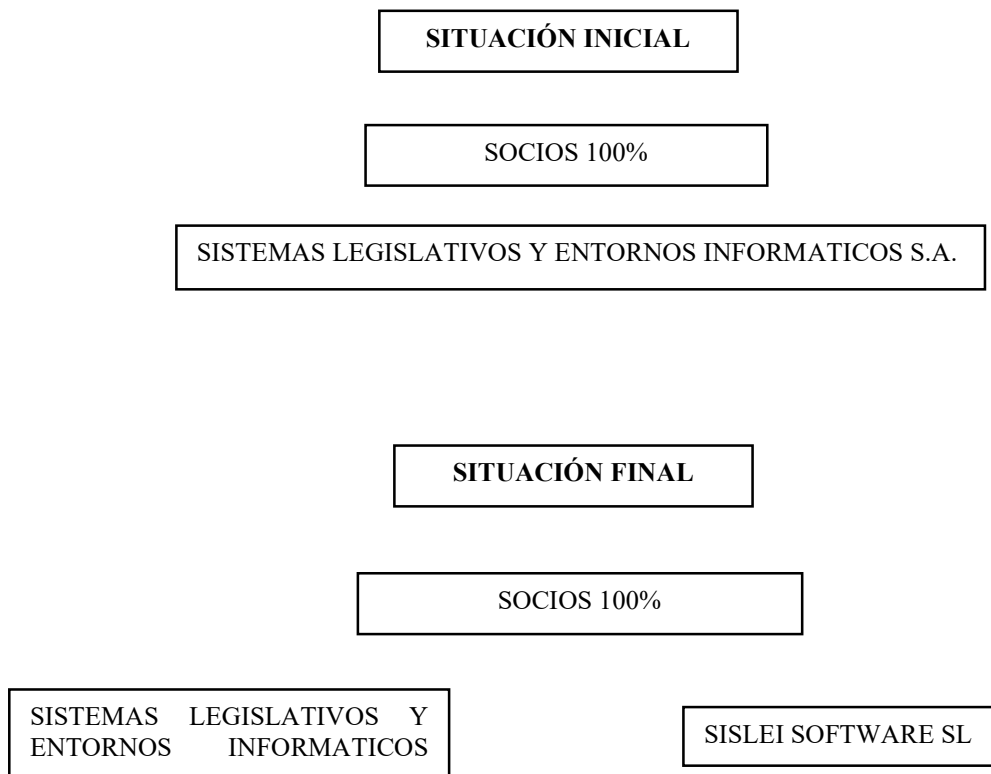 SITUACIÓN INICIAL
SOCIOS 100%
SISTEMAS LEGISLATIVOS Y ENTORNOS INFORMATICOS S.A.
SITUACIÓN FINAL
SOCIOS 100%
SISTEMAS LEGISLATIVOS Y
ENTORNOS INFORMATICOS
SISLEI SOFTWARE SL